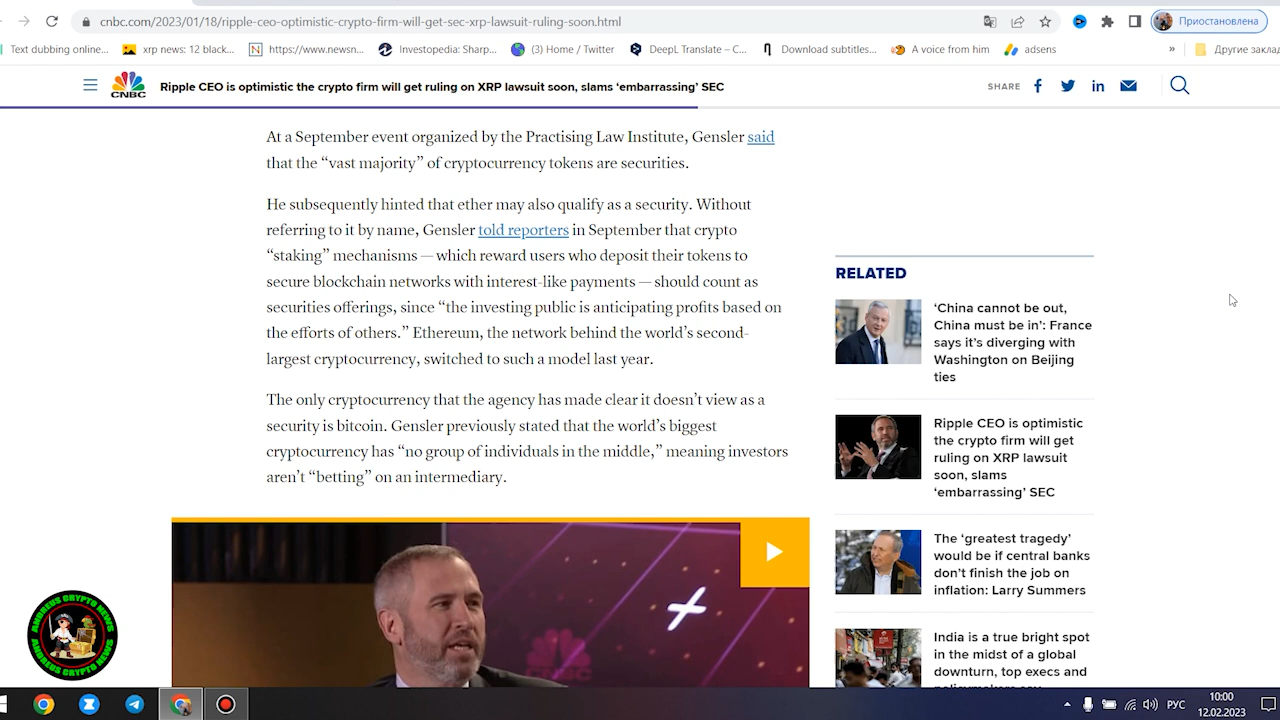 cnbc.com/2023/01/18/ripple-ceo-optimistic-crypto-firm-will-get-sec-xrp-lawsuit-ruling-soon.html
Приостановлена
Text dubbing online...
xrp news: 12 black...
https://www.newsn...
Investopedia: Sharp...
(3) Home / Twitter
DeepL Translate – C...
Download subtitles...
A voice from him
adsens
»
Другие закла
CNBC
Ripple CEO is optimistic the crypto firm will get ruling on XRP lawsuit soon, slams ‘embarrassing’ SEC
SHARE
At a September event organized by the Practising Law Institute, Gensler said
that the “vast majority” of cryptocurrency tokens are securities.
He subsequently hinted that ether may also qualify as a security. Without
referring to it by name, Gensler told reporters in September that crypto
“staking” mechanisms — which reward users who deposit their tokens to
secure blockchain networks with interest-like payments — should count as
securities offerings, since “the investing public is anticipating profits based on
the efforts of others.” Ethereum, the network behind the world’s second-
largest cryptocurrency, switched to such a model last year.
The only cryptocurrency that the agency has made clear it doesn’t view as a
security is bitcoin. Gensler previously stated that the world’s biggest
cryptocurrency has “no group of individuals in the middle,” meaning investors
aren’t “betting” on an intermediary.
RELATED
‘China cannot be out,
China must be in’: France
says it’s diverging with
Washington on Beijing
ties
Ripple CEO is optimistic
the crypto firm will get
ruling on XRP lawsuit
soon, slams
‘embarrassing’ SEC
The ‘greatest tragedy’
would be if central banks
don’t finish the job on
inflation: Larry Summers
India is a true bright spot
in the midst of a global
downturn, top execs and
ANDREUS CRYPTO NEWS
ANDREUS CRYPTO NEWS
РУС
10:00
12.02.2023